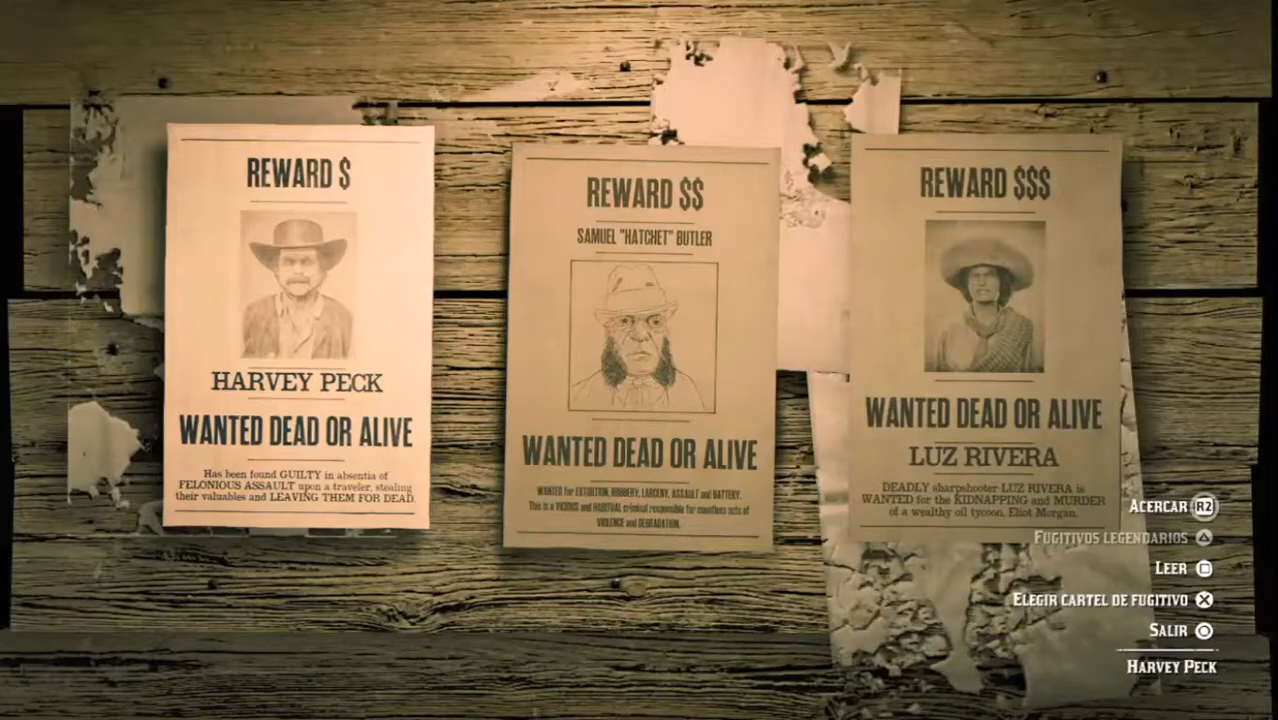 REWARD $
HARVEY PECK
WANTED DEAD OR ALIVE
Has been found GUILTY in absentia of
FELONIOUS ASSAULT upon a traveler, stealing
their valuables and LEAVING THEM FOR DEAD.
REWARD $$
SAMUEL "HATCHET" BUTLER
WANTED DEAD OR ALIVE
WANTED for EXTORTION, ROBBERY, LARCENY, ASSAULT and BATTERY.
This is a VICIOUS and HABITUAL criminal responsible for countless acts of
VIOLENCE and DEGRADATION.
REWARD $$$
WANTED DEAD OR ALIVE
LUZ RIVERA
DEADLY sharpshooter LUZ RIVERA is
WANTED for the KIDNAPPING and MURDER
of a wealthy oil tycoon, Eliot Morgan.
ACERCAR R2
FUGITIVOS LEGENDARIOS
LEER
ELEGIR CARTEL DE FUGITIVO
SALIR
HARVEY PECK